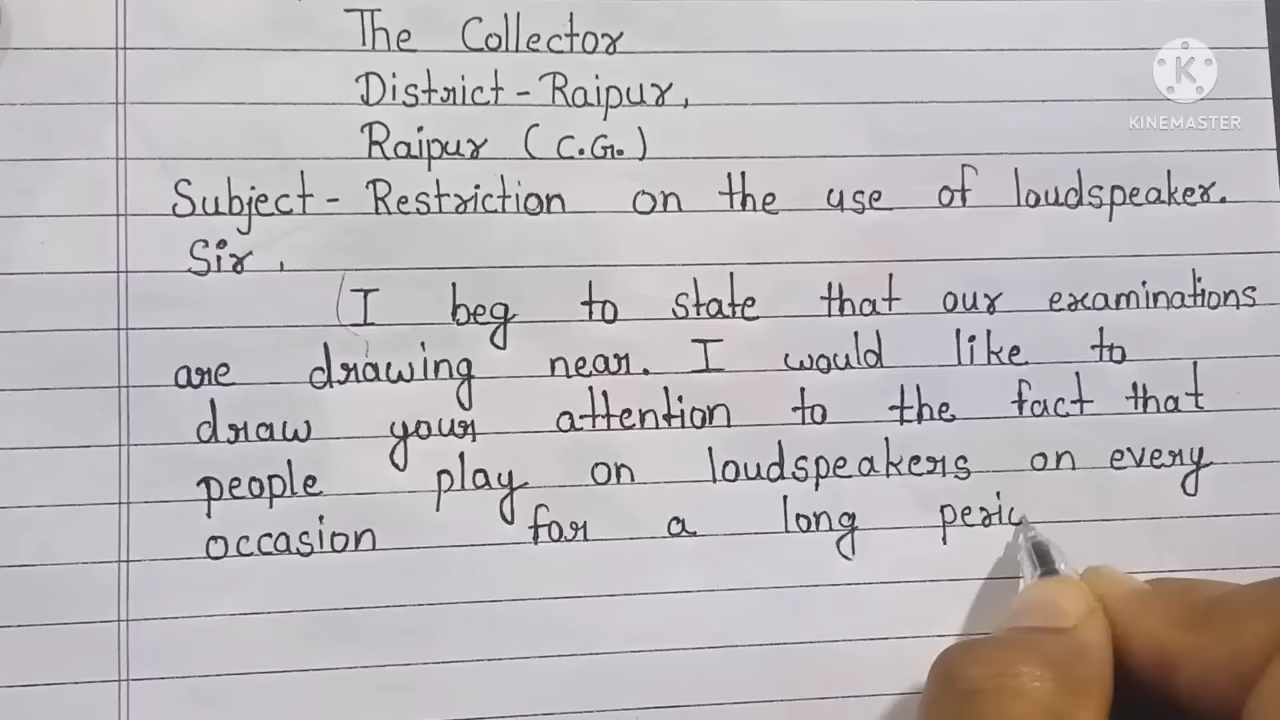 The Collector
District - Raipur,
Raipur (C.G.)
Subject - Restriction on the use of loudspeaker.
Sir,
I beg to state that our examinations
are drawing near. I would like to
draw your attention to the fact that
people play on loudspeakers on every
occasion for a long perio
K
KINEMASTER